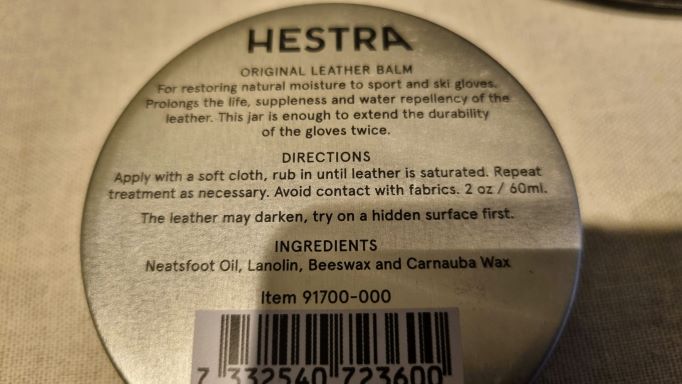 HESTRA
ORIGINAL LEATHER BALM
For restoring natural moisture to sport and ski gloves.
Prolongs the life, suppleness and water repellency of the
leather. This jar is enough to extend the durability
of the gloves twice.
DIRECTIONS
Apply with a soft cloth, rub in until leather is saturated. Repeat
treatment as necessary. Avoid contact with fabrics. 2 oz / 60ml.
The leather may darken, try on a hidden surface first.
INGREDIENTS
Neatsfoot Oil, Lanolin, Beeswax and Carnauba Wax
Item 91700-000
7 332540 723600